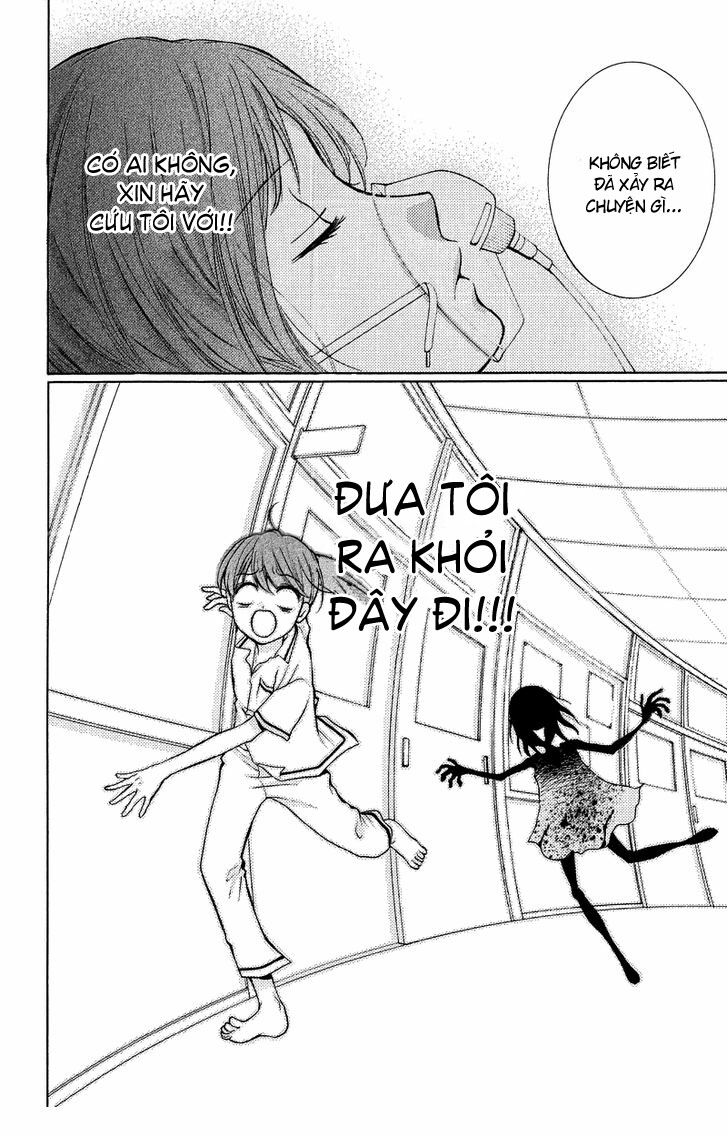 KHÔNG BIẾT
ĐÃ XẢY RA
CHUYỆN GÌ...
CÓ AI KHÔNG,
XIN HÃY
CỨU TÔI VỚI!!
ĐƯA TÔI
RA KHỎI
ĐÂY ĐI!!!